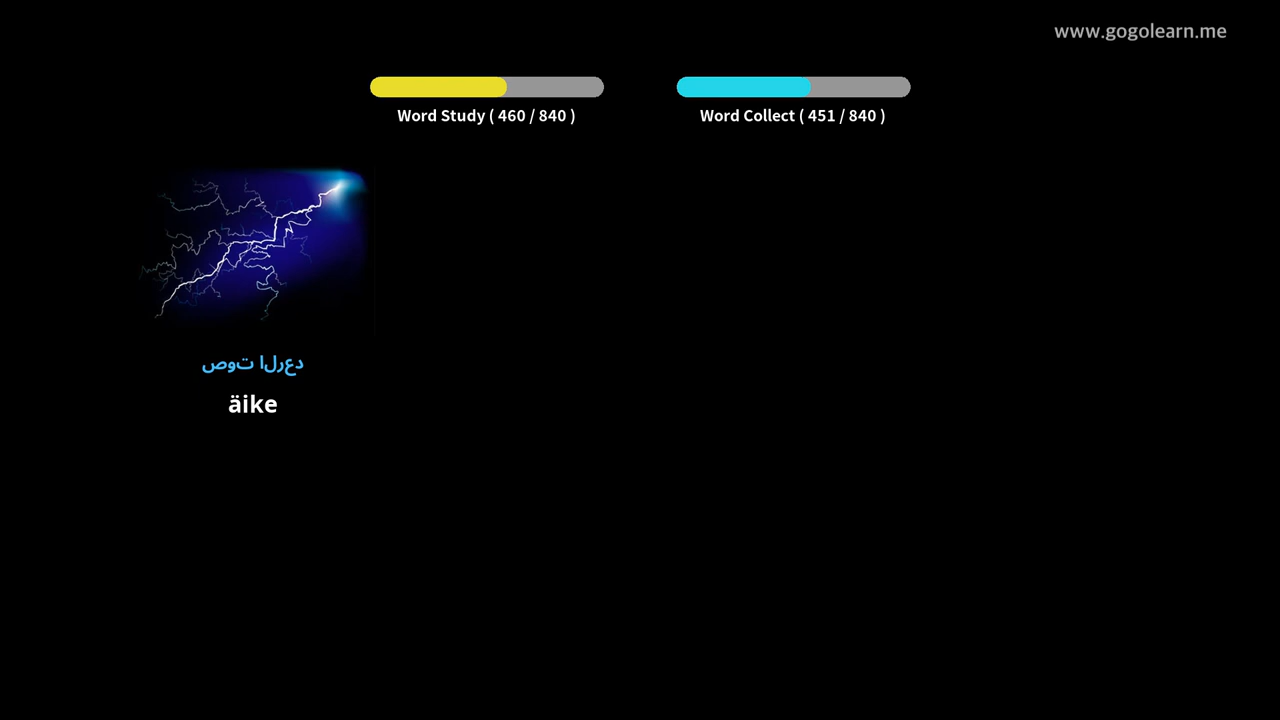 www.gogolearn.me
Word Study ( 460 / 840 )
Word Collect ( 451 / 840 )
صوت الرعد
äike